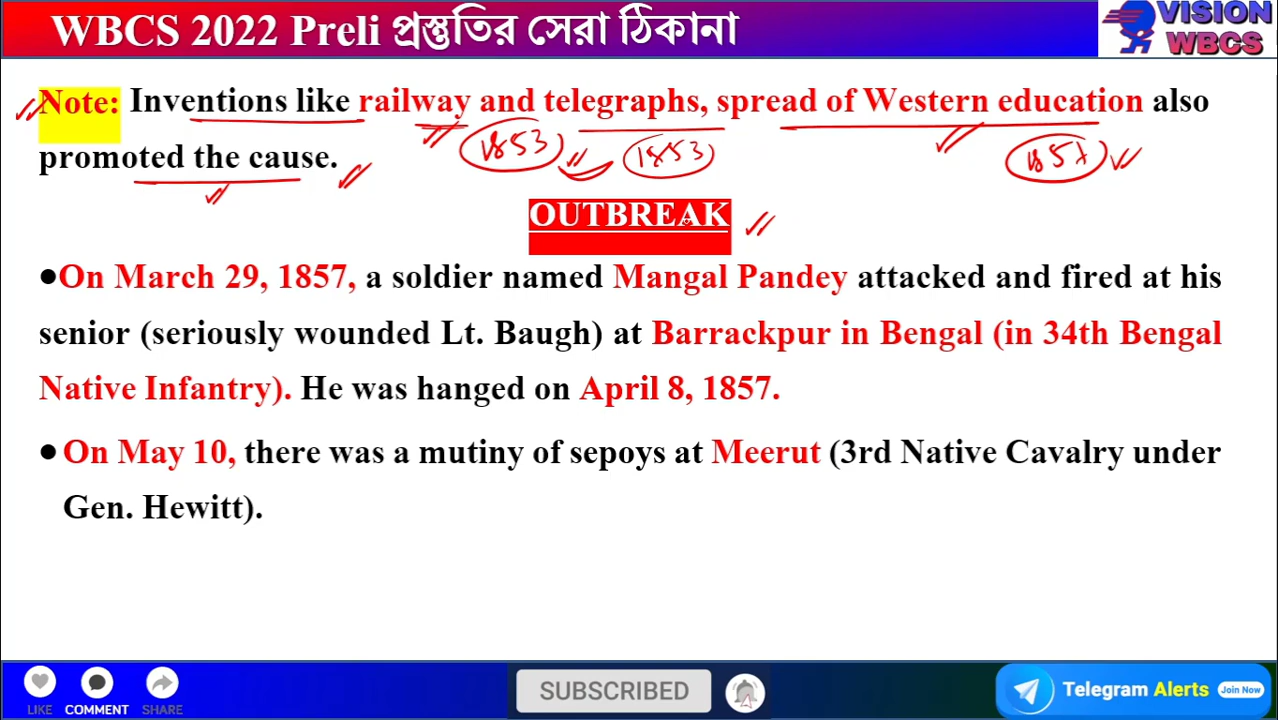 WBCS 2022 Preli প্রস্তুতির সেরা ঠিকানা
VISION
WBCS
Note: Inventions like railway and telegraphs, spread of Western education also
promoted the cause.
1853
1853
1857
OUTBREAK
●On March 29, 1857, a soldier named Mangal Pandey attacked and fired at his
senior (seriously wounded Lt. Baugh) at Barrackpur in Bengal (in 34th Bengal
Native Infantry). He was hanged on April 8, 1857.
● On May 10, there was a mutiny of sepoys at Meerut (3rd Native Cavalry under
Gen. Hewitt).
LIKE COMMENT SHARE
SUBSCRIBED
Telegram Alerts Join Now